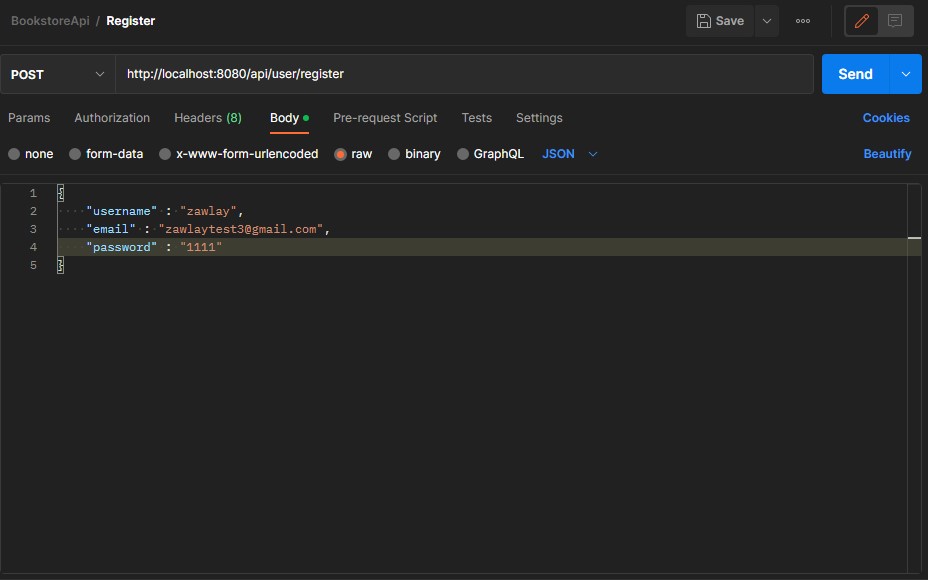 BookstoreApi / Register
Save
POST
http://localhost:8080/api/user/register
Send
Params Authorization Headers (8) Body Pre-request Script Tests Settings Cookies
none form-data x-www-form-urlencoded raw binary GraphQL JSON Beautify
1 {
2 "username" : "zawlay",
3 "email" : "zawlaytest3@gmail.com",
4 "password" : "1111"
5 }